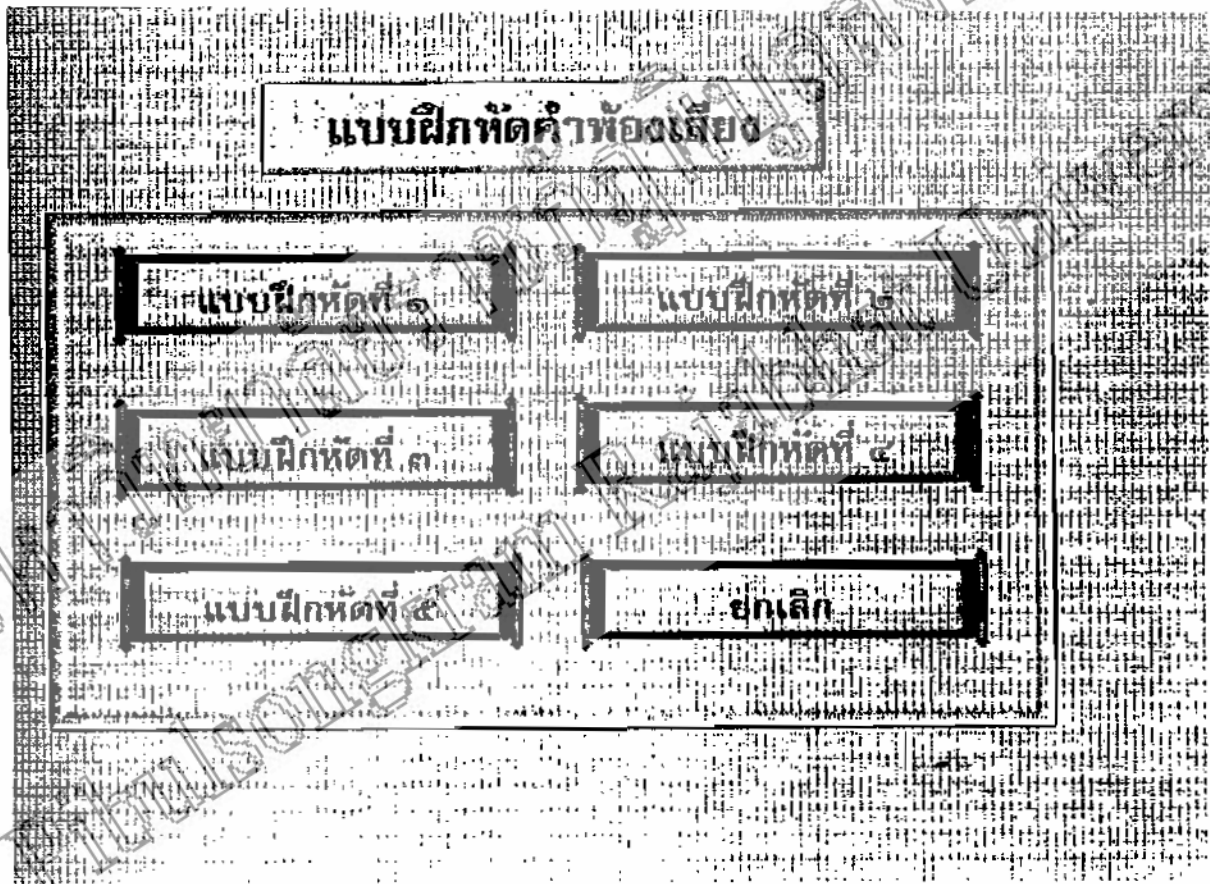 แบบฝึกหัดคำพ้องเสียง
แบบฝึกหัดที่ ๑
แบบฝึกหัดที่ ๒
แบบฝึกหัดที่ ๓
แบบฝึกหัดที่ ๔
แบบฝึกหัดที่ ๕
ยกเลิก
Pibulsongkram Rajabhat University